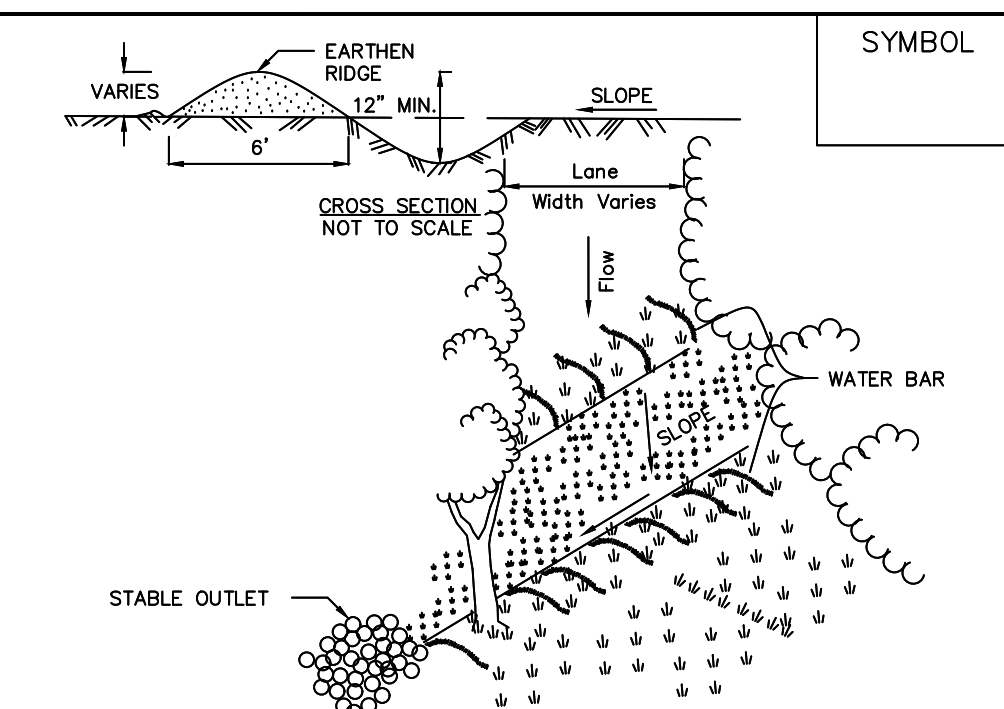 SYMBOL
EARTHEN
RIDGE
VARIES
12" MIN.
SLOPE
6'
Lane
Width Varies
CROSS SECTION
NOT TO SCALE
Flow
WATER BAR
SLOPE
STABLE OUTLET